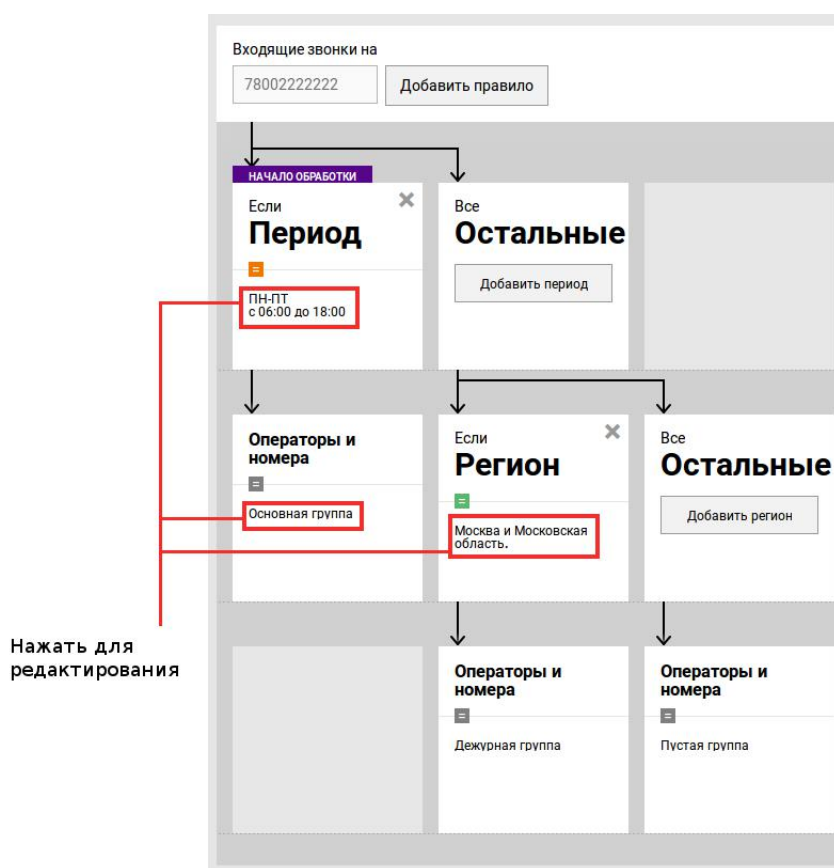 Входящие звонки на
78002222222
Добавить правило
НАЧАЛО ОБРАБОТКИ
Если
Период
=
ПН-ПТ
с 06:00 до 18:00
Все
Остальные
Добавить период
Операторы и
номера
=
Основная группа
Если
Регион
=
Москва и Московская
область.
Все
Остальные
Добавить регион
Нажать для
редактирования
Операторы и
номера
=
Дежурная группа
Операторы и
номера
=
Пустая группа